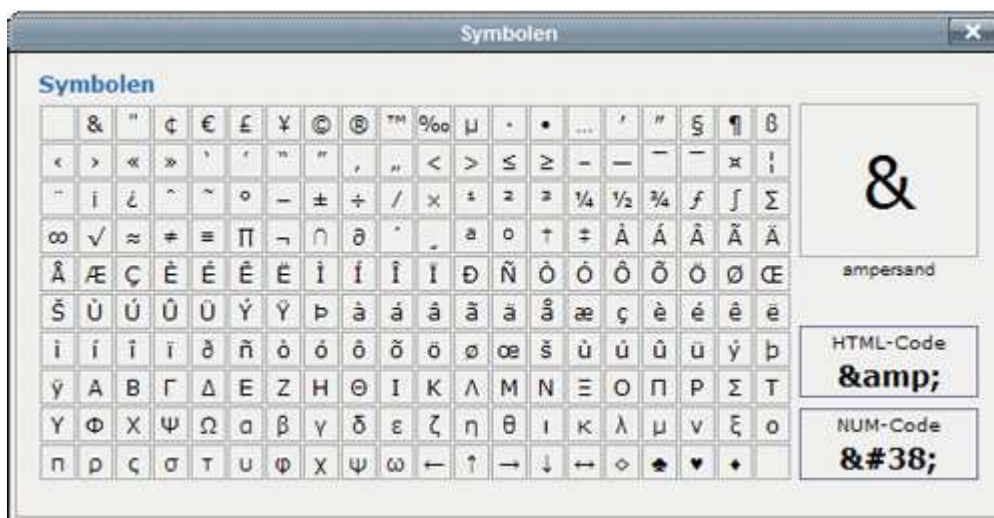 Symbolen
Symbolen
& " ¢ € £ ¥ © ® ™ ‰ µ · • … ′ ″ § ¶ ß
‹ › « » ‘ ’ “ ” ‚ „ < > ≤ ≥ – — ¯ ‾ ¤ ¦
¨ ¡ ¿ ˆ ˜ ° − ± ÷ ⁄ × ¹ ² ³ ¼ ½ ¾ ƒ ∫ ∑
∞ √ ≈ ≠ ≡ ∏ ¬ ∩ ∂ ´ ¸ ª º † ‡ À Á Â Ã Ä
Å Æ Ç È É Ê Ë Ì Í Î Ï Ð Ñ Ò Ó Ô Õ Ö Ø Œ
Š Ù Ú Û Ü Ý Ÿ Þ à á â ã ä å æ ç è é ê ë
ì í î ï ð ñ ò ó ô õ ö ø œ š ù ú û ü ý þ
ÿ Α Β Γ Δ Ε Ζ Η Θ Ι Κ Λ Μ Ν Ξ Ο Π Ρ Σ Τ
Υ Φ Χ Ψ Ω α β γ δ ε ζ η θ ι κ λ μ ν ξ ο
π ρ ς σ τ υ φ χ ψ ω ← ↑ → ↓ ↔ ◊ ♠ ♥ ♦
&
ampersand
HTML-Code
&amp;
NUM-Code
&#38;